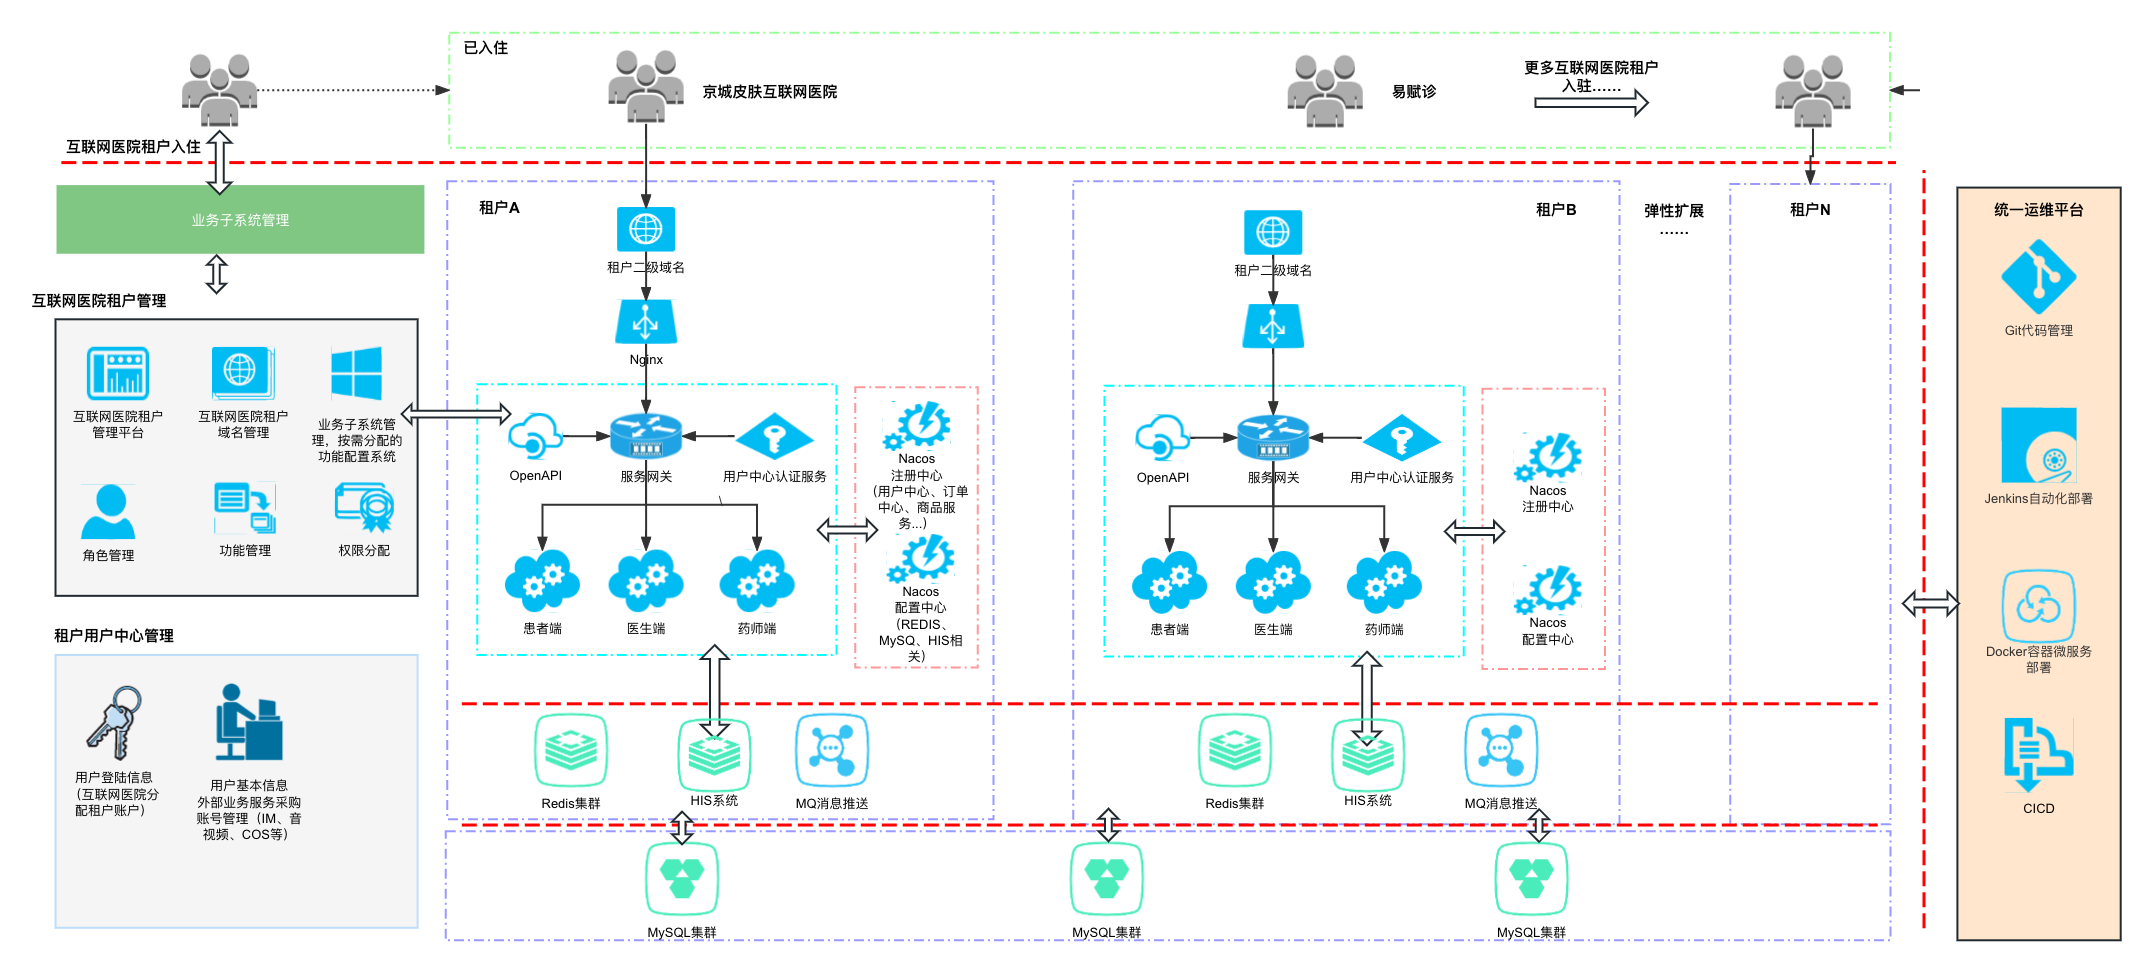 已入住
京城皮肤互联网医院
易赋诊
更多互联网医院租户
入驻……
互联网医院租户入住
业务子系统管理
互联网医院租户管理
互联网医院租户
管理平台
互联网医院租户
域名管理
业务子系统管
理，按需分配的
功能配置系统
角色管理
功能管理
权限分配
租户用户中心管理
用户登陆信息
（互联网医院分
配租户账户）
用户基本信息
外部业务服务采购
账号管理（IM、音
视频、COS等）
租户A
租户二级域名
Nginx
OpenAPI
服务网关
用户中心认证服务
患者端
医生端
药师端
Nacos
注册中心
（用户中心、订单
中心、商品服
务...）
Nacos
配置中心
（REDIS、
MySQ、HIS相
关）
Redis集群
HIS系统
MQ消息推送
租户B
租户二级域名
OpenAPI
服务网关
用户中心认证服务
患者端
医生端
药师端
Nacos
注册中心
Nacos
配置中心
Redis集群
HIS系统
MQ消息推送
弹性扩展
……
租户N
MySQL集群
MySQL集群
MySQL集群
统一运维平台
Git代码管理
Jenkins自动化部署
Docker容器微服务
部署
CICD